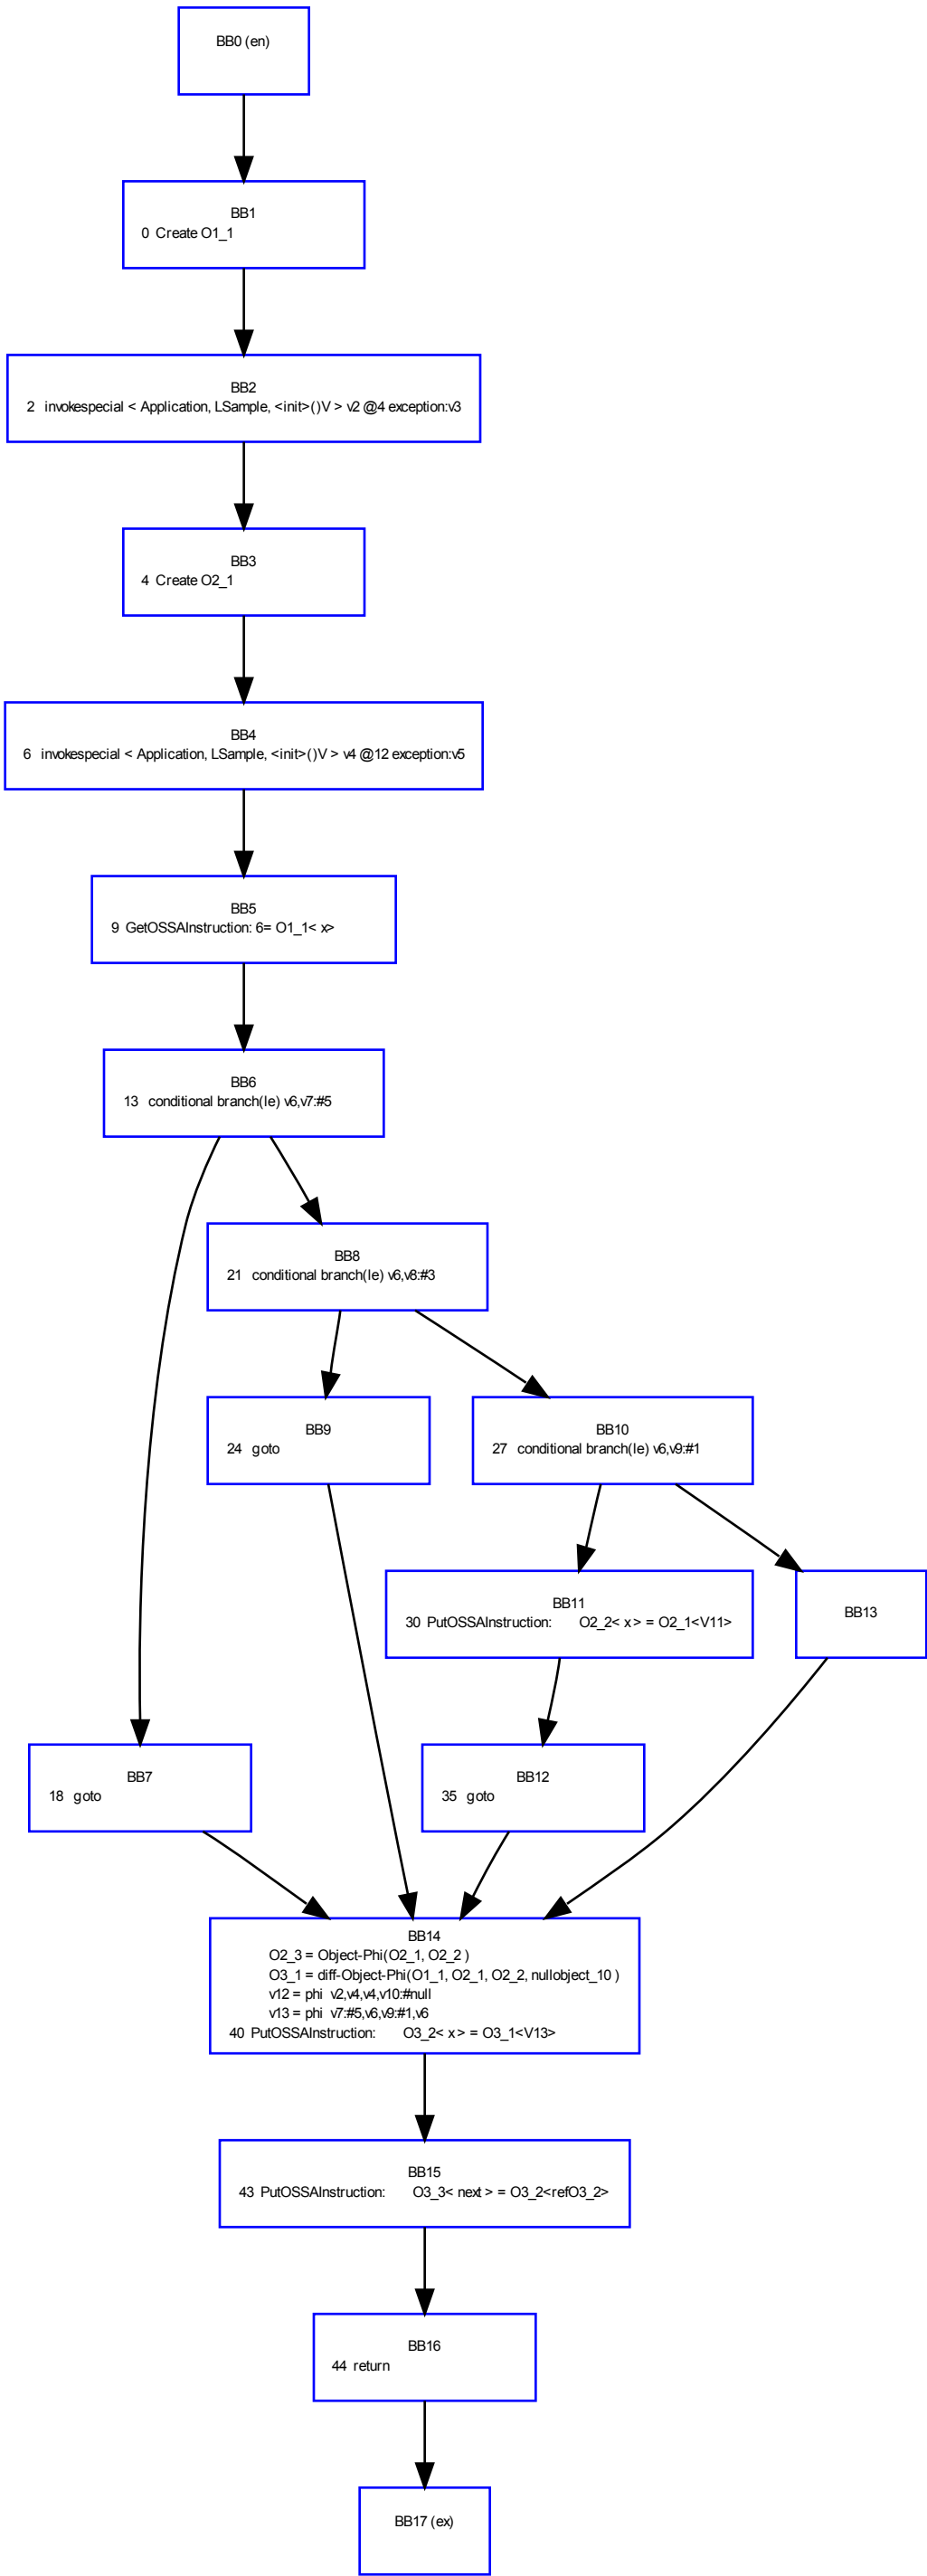 BB0 (en)
BB1
0 Create O1_1
BB2
2 invokespecial < Application, LSample, <init>()V > v2 @4 exception:v3
BB3
4 Create O2_1
BB4
6 invokespecial < Application, LSample, <init>()V > v4 @12 exception:v5
BB5
9 GetOSSAInstruction: 6= O1_1< x>
BB6
13 conditional branch(le) v6,v7:#5
BB8
21 conditional branch(le) v6,v8:#3
BB9
24 goto
BB10
27 conditional branch(le) v6,v9:#1
BB11
30 PutOSSAInstruction: O2_2< x > = O2_1<V11>
BB13
BB7
18 goto
BB12
35 goto
BB14
O2_3 = Object-Phi(O2_1, O2_2 )
O3_1 = diff-Object-Phi(O1_1, O2_1, O2_2, nullobject_10 )
v12 = phi v2,v4,v4,v10:#null
v13 = phi v7:#5,v6,v9:#1,v6
40 PutOSSAInstruction: O3_2< x > = O3_1<V13>
BB15
43 PutOSSAInstruction: O3_3< next > = O3_2<refO3_2>
BB16
44 return
BB17 (ex)